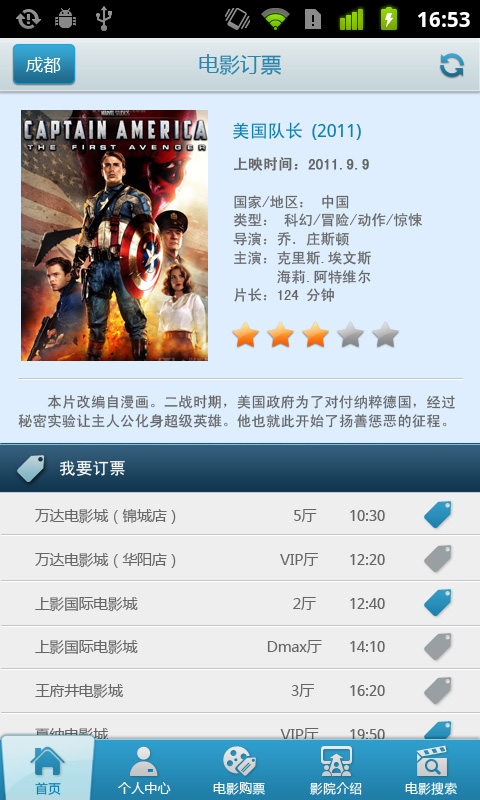 16:53
成都
电影订票
MARVEL STUDIOS
CAPTAIN AMERICA
THE FIRST AVENGER
美国队长 (2011)
上映时间：2011.9.9
国家/地区： 中国
类型： 科幻/冒险/动作/惊悚
导演：乔．庄斯顿
主演：克里斯.埃文斯
海莉.阿特维尔
片长：124 分钟
本片改编自漫画。二战时期，美国政府为了对付纳粹德国，经过
秘密实验让主人公化身超级英雄。他也就此开始了扬善惩恶的征程。
我要订票
万达电影城（锦城店） 5厅 10:30
万达电影城（华阳店） VIP厅 12:20
上影国际电影城 2厅 12:40
上影国际电影城 Dmax厅 14:10
王府井电影城 3厅 16:20
嘉纳电影城 VIP厅 19:50
首页 个人中心 电影购票 影院介绍 电影搜索